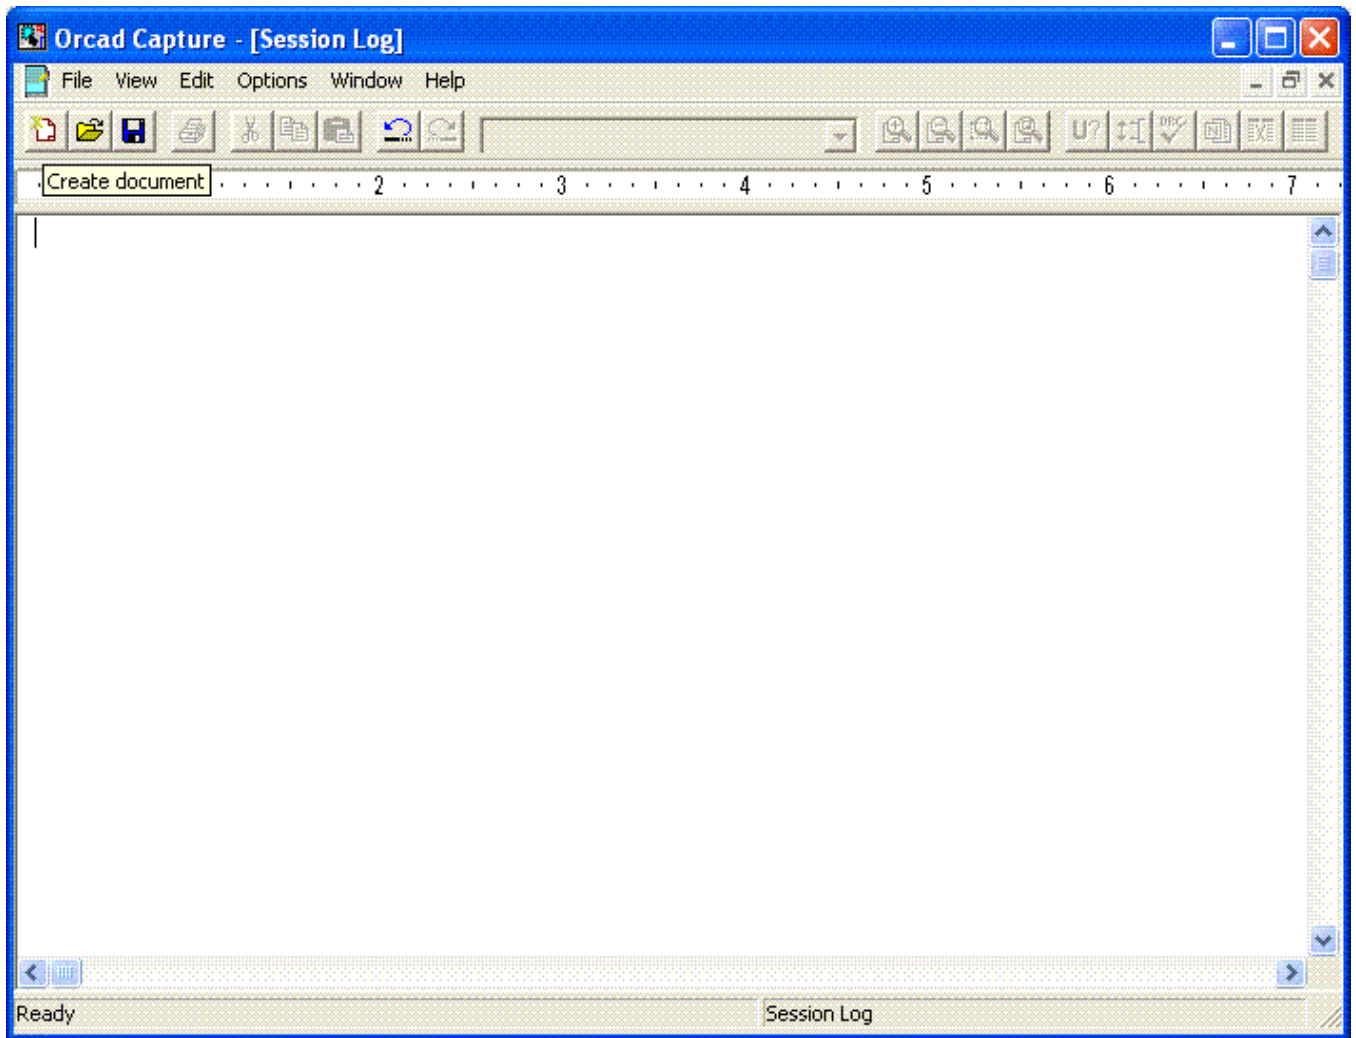 Orcad Capture - [Session Log]
File View Edit Options Window Help
U? DRC
Create document 2 3 4 5 6 7
Ready Session Log